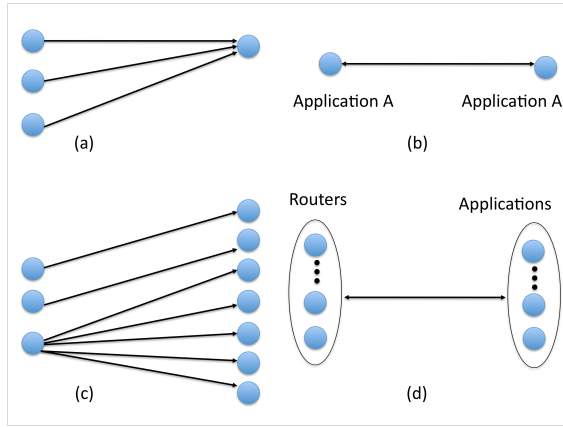 Application A
Application A
(a)
(b)
Routers
Applications
(c)
(d)